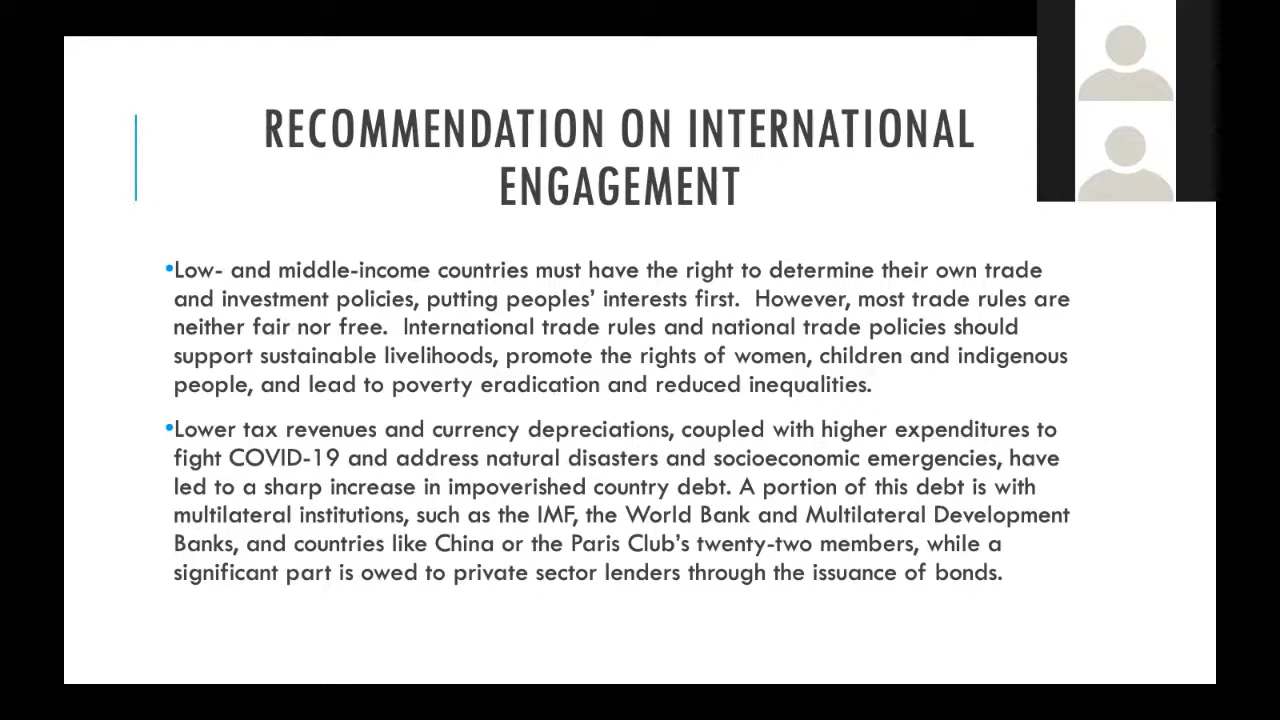 RECOMMENDATION ON INTERNATIONAL
ENGAGEMENT
•Low- and middle-income countries must have the right to determine their own trade
and investment policies, putting peoples’ interests first.  However, most trade rules are
neither fair nor free.  International trade rules and national trade policies should
support sustainable livelihoods, promote the rights of women, children and indigenous
people, and lead to poverty eradication and reduced inequalities.
•Lower tax revenues and currency depreciations, coupled with higher expenditures to
fight COVID-19 and address natural disasters and socioeconomic emergencies, have
led to a sharp increase in impoverished country debt. A portion of this debt is with
multilateral institutions, such as the IMF, the World Bank and Multilateral Development
Banks, and countries like China or the Paris Club’s twenty-two members, while a
significant part is owed to private sector lenders through the issuance of bonds.